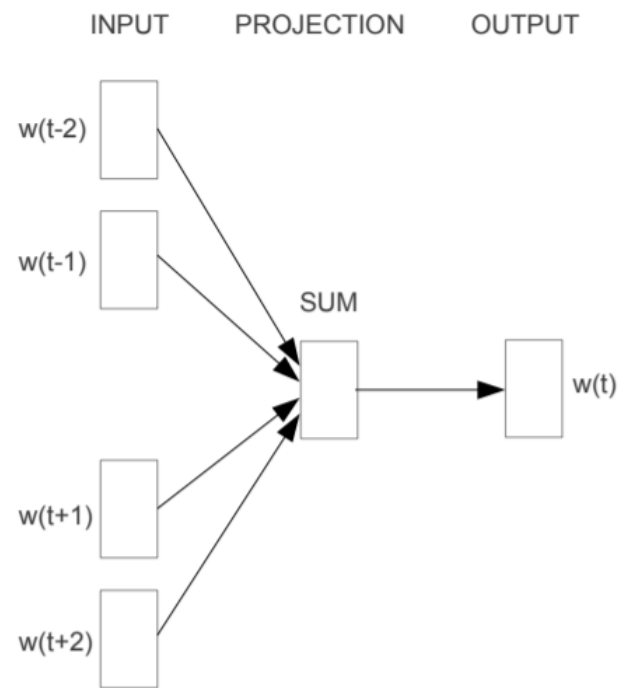 INPUT PROJECTION OUTPUT
w(t-2)
w(t-1)
SUM
w(t)
w(t+1)
w(t+2)